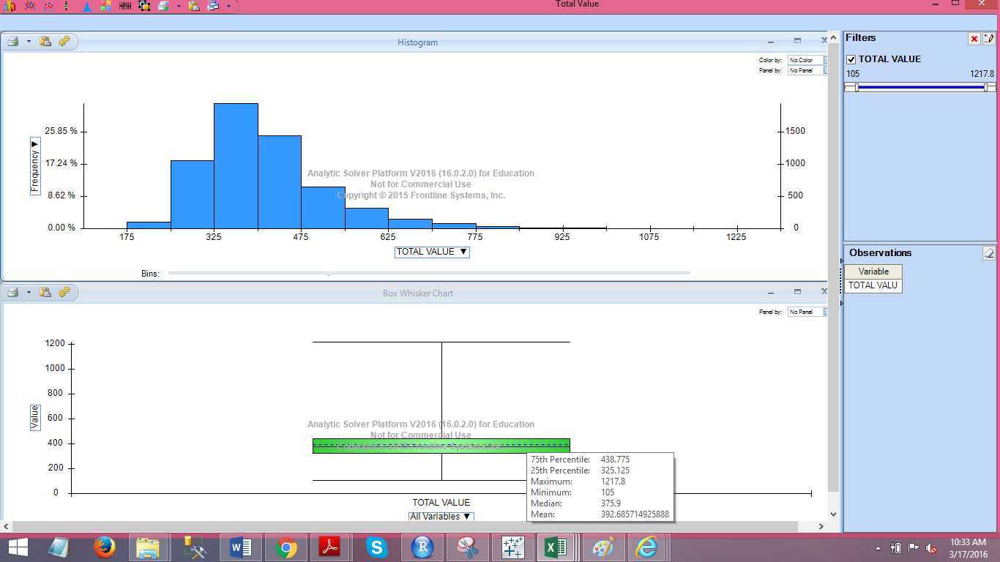 Total Value
Histogram
Color by: No Color
Panel by: No Panel
Frequency ▼
25.85 %
17.24 %
8.62 %
0.00 %
1500
1000
500
0
Analytic Solver Platform V2016 (16.0.2.0) for Education
Not for Commercial Use
Copyright © 2015 Frontline Systems, Inc.
175 325 475 625 775 925 1075 1225
TOTAL VALUE ▼
Bins:
Box Whisker Chart
Panel by: No Panel
Value
1200
1000
800
600
400
200
0
Analytic Solver Platform V2016 (16.0.2.0) for Education
Not for Commercial Use
Copyright © 2015 Frontline Systems, Inc.
75th Percentile: 438.775
25th Percentile: 325.125
Maximum: 1217.8
Minimum: 105
Median: 375.9
Mean: 392.685714925888
TOTAL VALUE
All Variables ▼
Filters
TOTAL VALUE
105 1217.8
Observations
Variable
TOTAL VALU
10:33 AM
3/17/2016